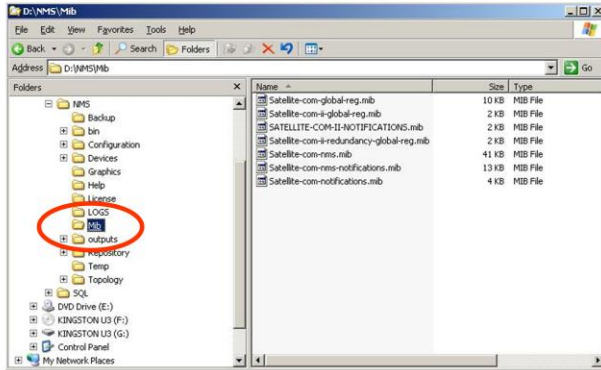 D:\NMS\Mib
File Edit View Favorites Tools Help
Back Search Folders
Address D:\NMS\Mib Go
Folders
NMS
Backup
bin
Configuration
Devices
Graphics
Help
License
LOGS
Mib
outputs
Repository
Temp
Topology
SQL
DVD Drive (E:)
KINGSTON U3 (F:)
KINGSTON U3 (G:)
Control Panel
My Network Places
Name Size Type
Satellite-com-global-reg.mib 10 KB MIB File
Satellite-com-ii-global-reg.mib 2 KB MIB File
SATELLITE-COM-II-NOTIFICATIONS.mib 2 KB MIB File
Satellite-com-ii-redundancy-global-reg.mib 2 KB MIB File
Satellite-com-nms.mib 41 KB MIB File
Satellite-com-nms-notifications.mib 13 KB MIB File
Satellite-com-notifications.mib 4 KB MIB File